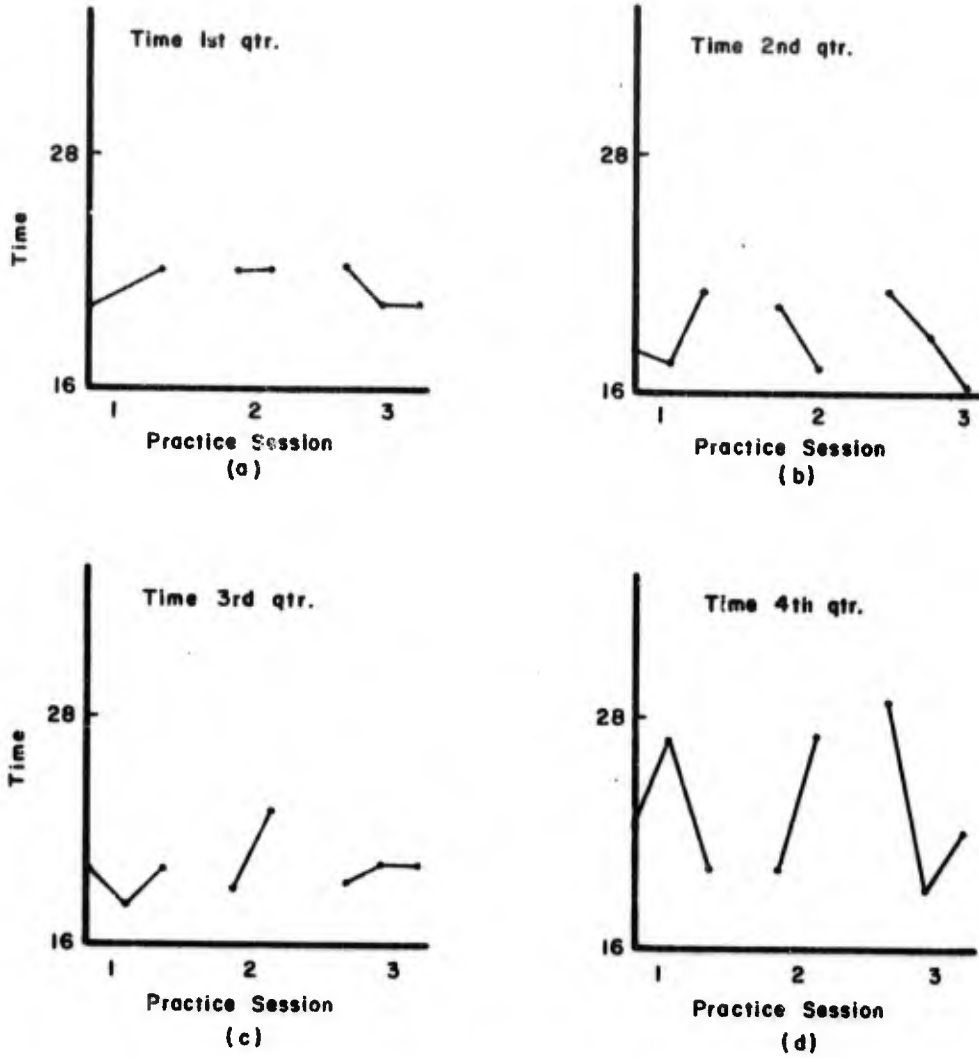 Time 1st qtr.
28
Time
16
1 2 3
Practice Session
(a)
Time 2nd qtr.
28
16
1 2 3
Practice Session
(b)
Time 3rd qtr.
28
Time
16
1 2 3
Practice Session
(c)
Time 4th qtr.
28
16
1 2 3
Practice Session
(d)